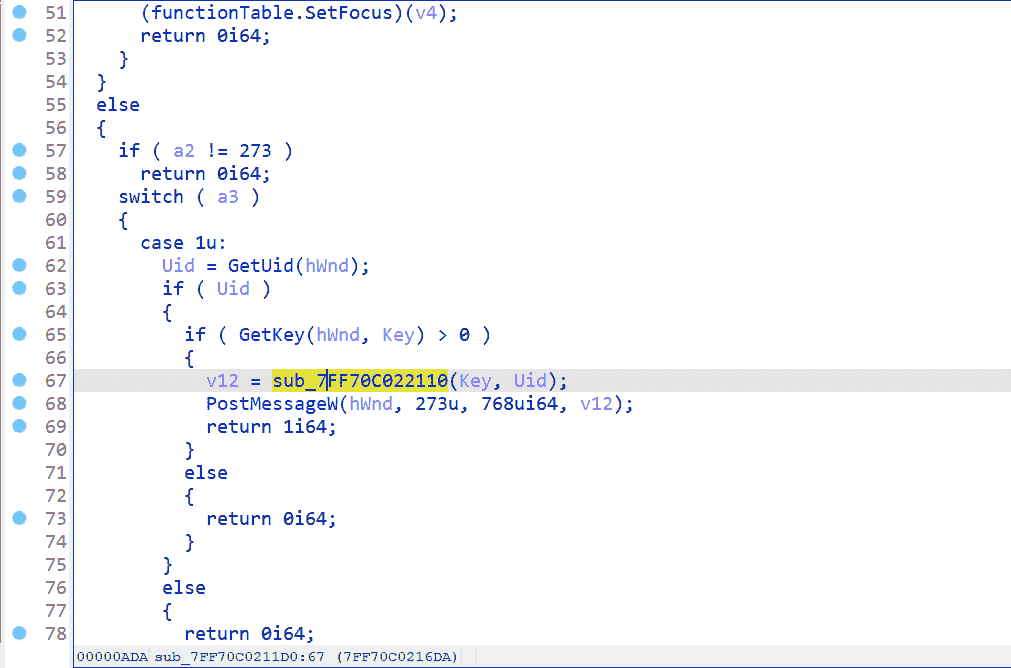 51 (functionTable.SetFocus)(v4);
52 return 0i64;
53 }
54 }
55 else
56 {
57 if ( a2 != 273 )
58 return 0i64;
59 switch ( a3 )
60 {
61 case 1u:
62 Uid = GetUid(hWnd);
63 if ( Uid )
64 {
65 if ( GetKey(hWnd, Key) > 0 )
66 {
67 v12 = sub_7FF70C022110(Key, Uid);
68 PostMessageW(hWnd, 273u, 768ui64, v12);
69 return 1i64;
70 }
71 else
72 {
73 return 0i64;
74 }
75 }
76 else
77 {
78 return 0i64;
00000ADA sub_7FF70C0211D0:67 (7FF70C0216DA)